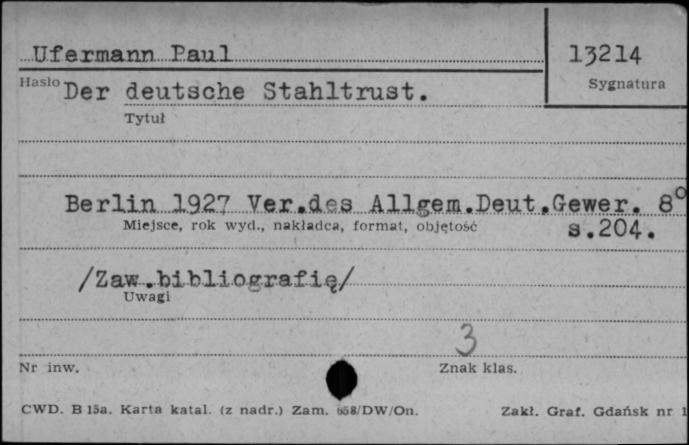 Ufermann Paul 13214
Hasło Sygnatura
Der deutsche Stahltrust.
Tytuł
Berlin 1927 Ver.des Allgem.Deut.Gewer. 8°
Miejsce, rok wyd., nakładca, format, objętość s.204.
/Zaw.bibliografię/
Uwagi
3
Nr inw. Znak klas.
CWD. B 15a. Karta katal. (z nadr.) Zam. 658/DW/On. Zakł. Graf. Gdańsk nr 1